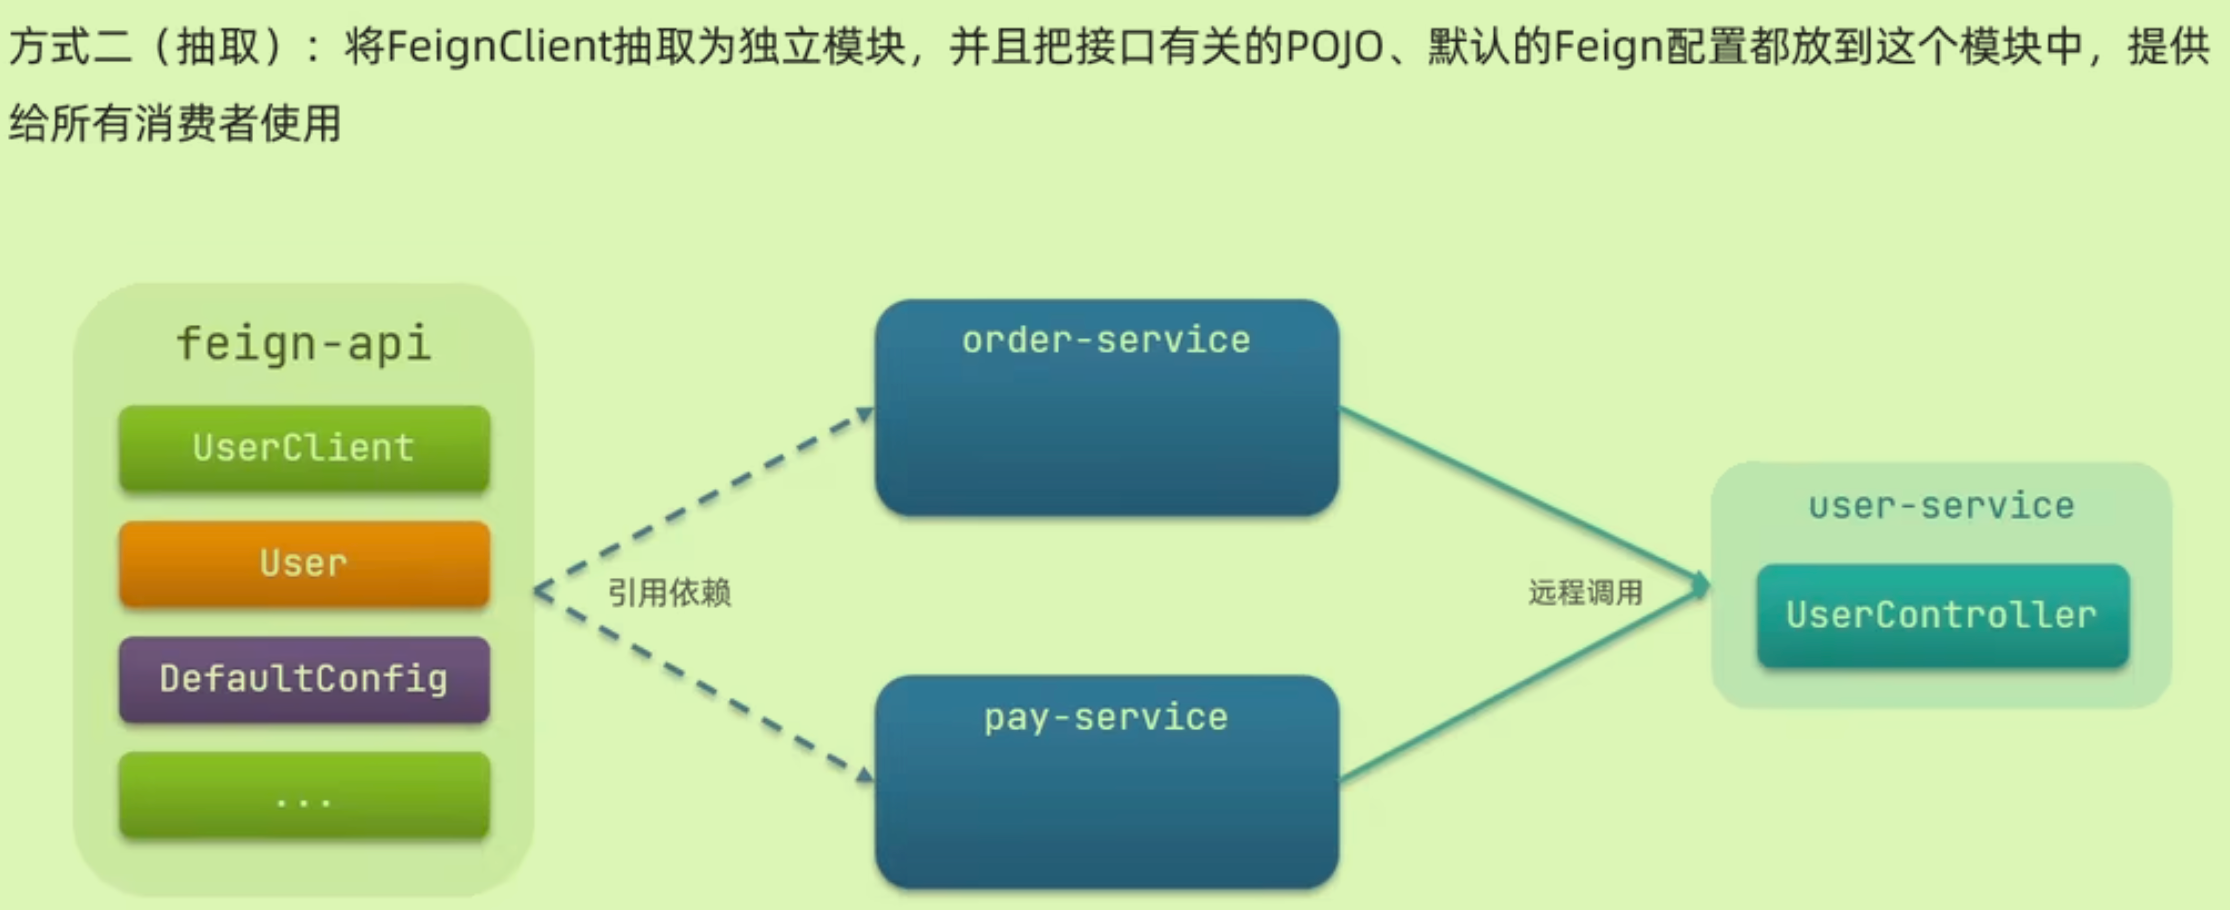 方式二（抽取）：将FeignClient抽取为独立模块，并且把接口有关的POJO、默认的Feign配置都放到这个模块中，提供
给所有消费者使用
feign-api
UserClient
User
DefaultConfig
...
引用依赖
order-service
pay-service
远程调用
user-service
UserController